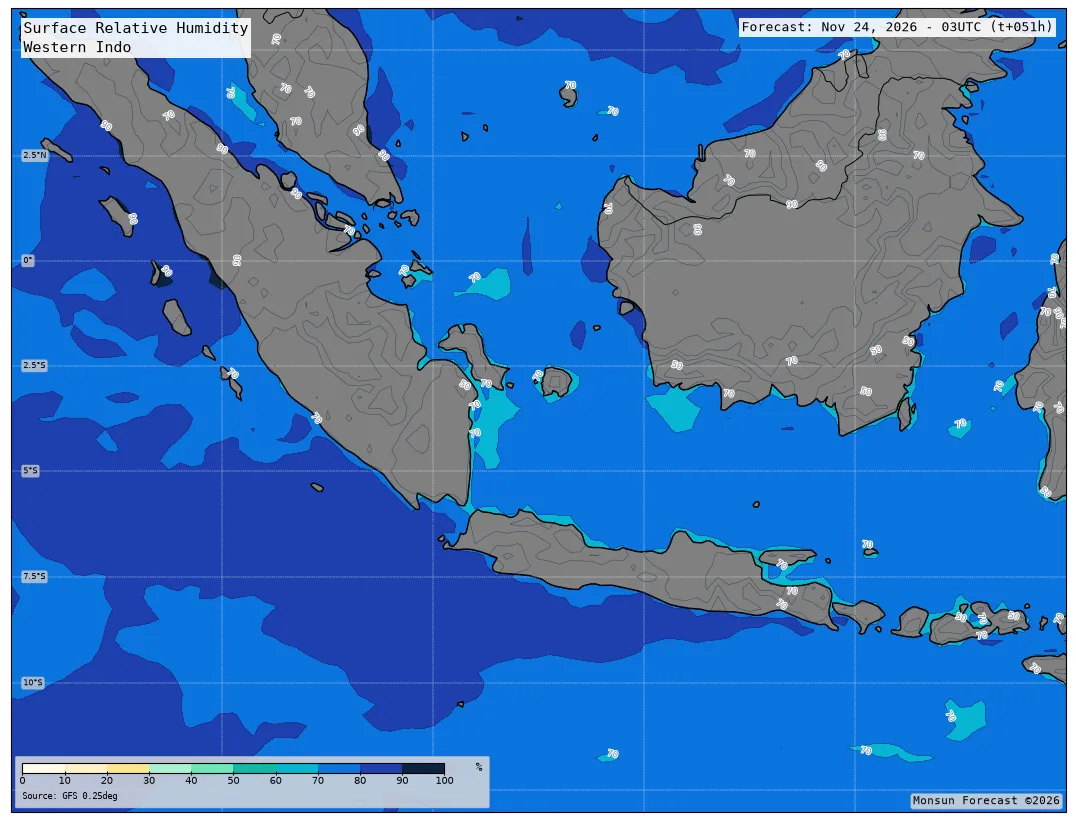 Surface Relative Humidity
Western Indo
Forecast: Nov 24, 2026 - 03UTC (t+051h)
2.5°N
0°
2.5°S
5°S
7.5°S
10°S
0 10 20 30 40 50 60 70 80 90 100
%
Source: GFS 0.25deg
Monsun Forecast ©2026